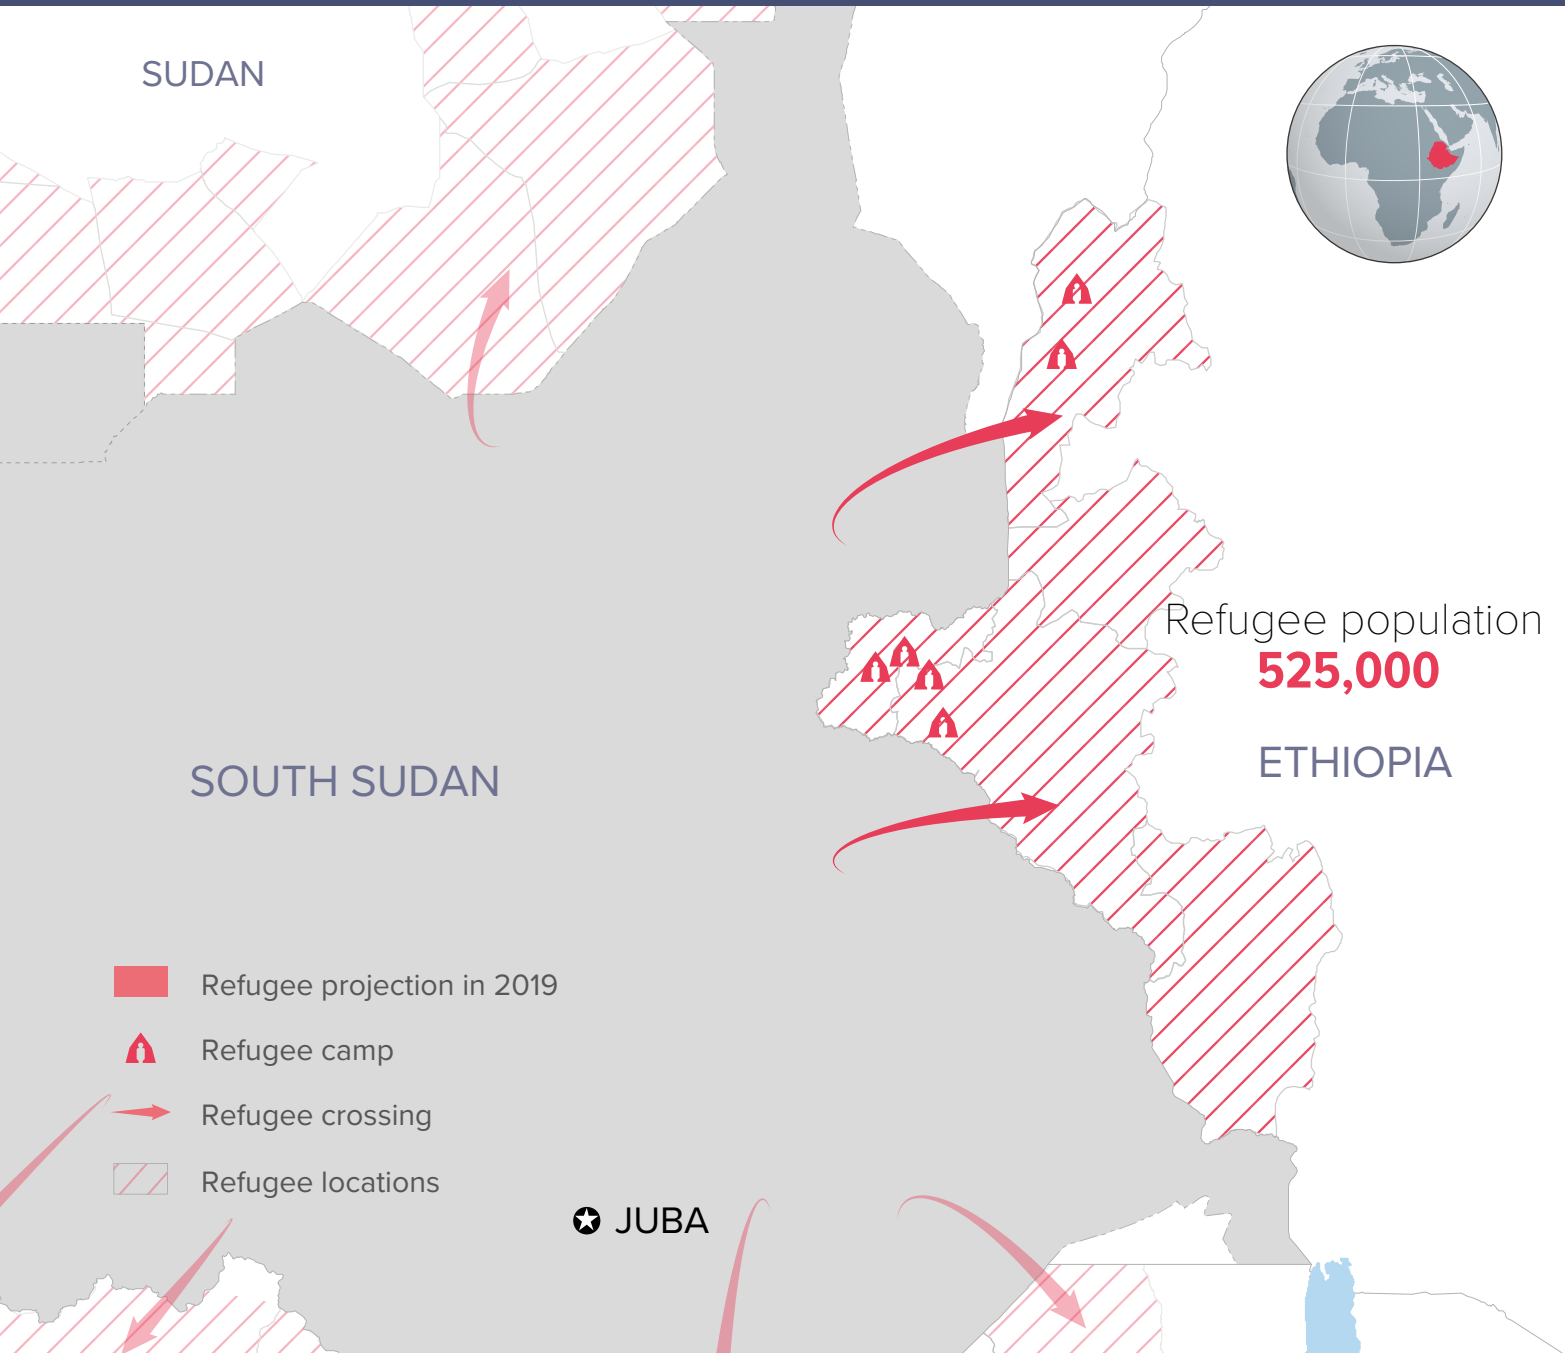 SUDAN
Refugee population
525,000
ETHIOPIA
SOUTH SUDAN
Refugee projection in 2019
Refugee camp
Refugee crossing
Refugee locations
JUBA